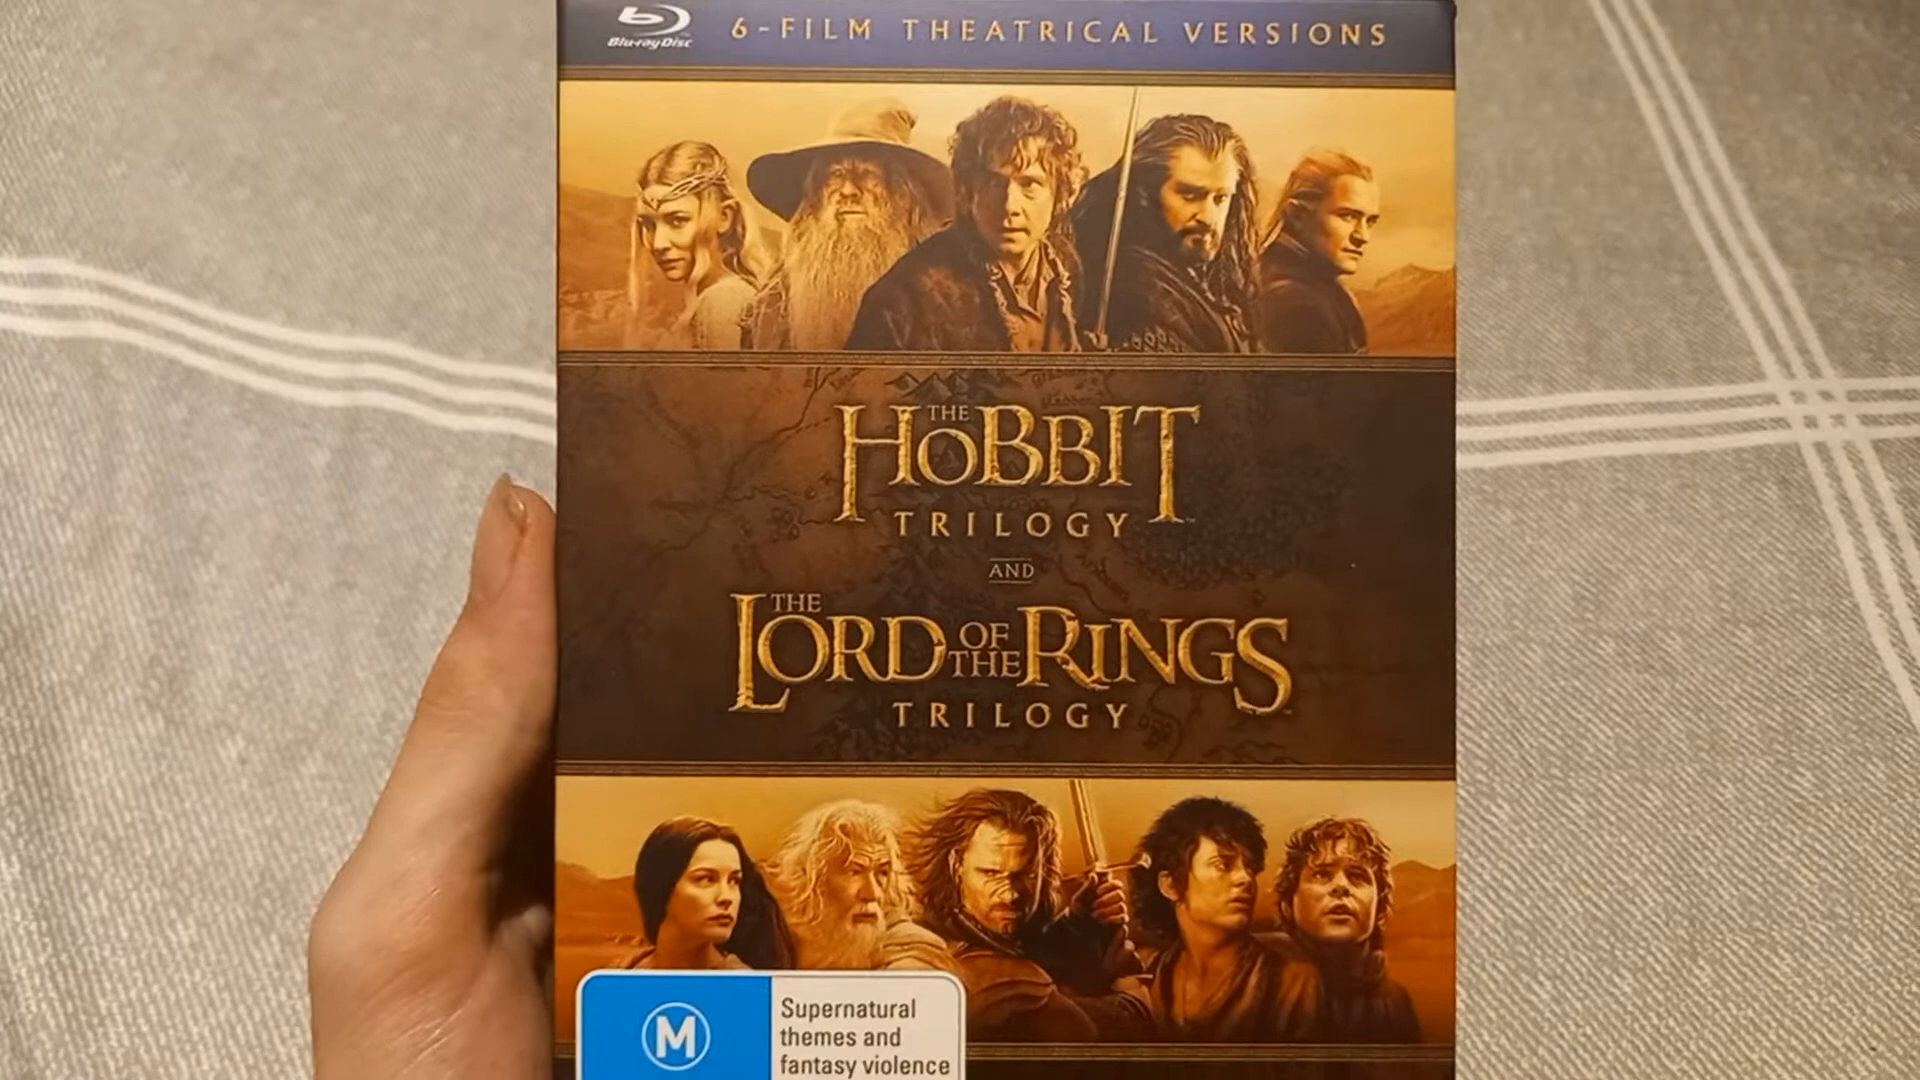 Blu-ray Disc
6-FILM THEATRICAL VERSIONS
THE
HOBBIT
TRILOGY
AND
THE
LORD OF THE RINGS
TRILOGY
M
Supernatural
themes and
fantasy violence